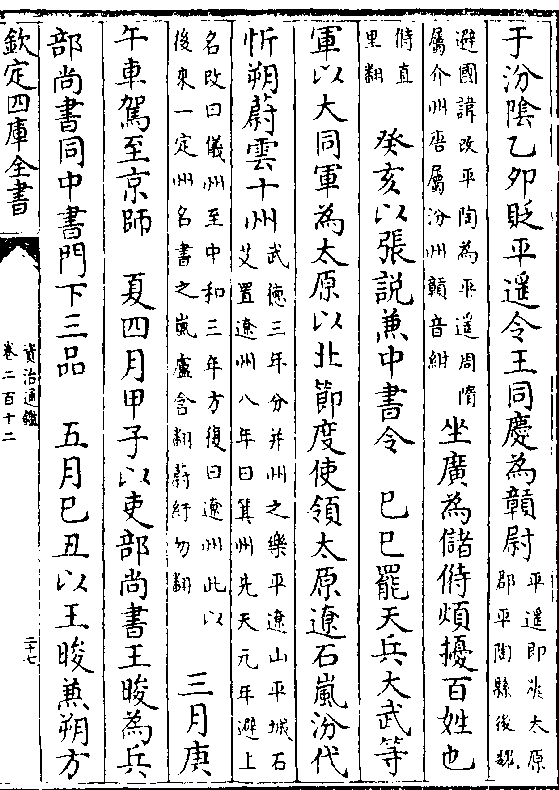 于汾陰乙卯貶平遥令王同慶為贛尉平遥即漢太原郡平陶縣後魏
避國諱改平陶為平遥周隋屬介州唐屬汾州贛音紺坐廣為儲偫煩擾百姓也
偫直里翻 癸亥以張説兼中書令 己巳罷天兵大武等
軍以大同軍為太原以北節度使領太原遼石嵐汾代
忻朔蔚雲十州武德三年分并州之樂平遼山平城石艾置遼州八年曰箕州先天元年避上
名改曰儀州至中和三年方復曰遼州此以後來一定州名書之嵐盧含翻蔚紆勿翻 三月庚
午車駕至京師 夏四月甲子以吏部尚書王晙為兵
部尚書同中書門下三品 五月己丑以王晙兼朔方
欽定四庫全書
資治通鑑
卷二百十二
二十七